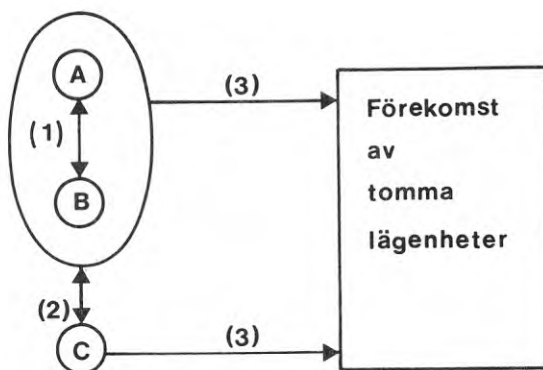 A
(3)
(1)
B
Förekomst
av
tomma
lägenheter
(2)
(3)
C